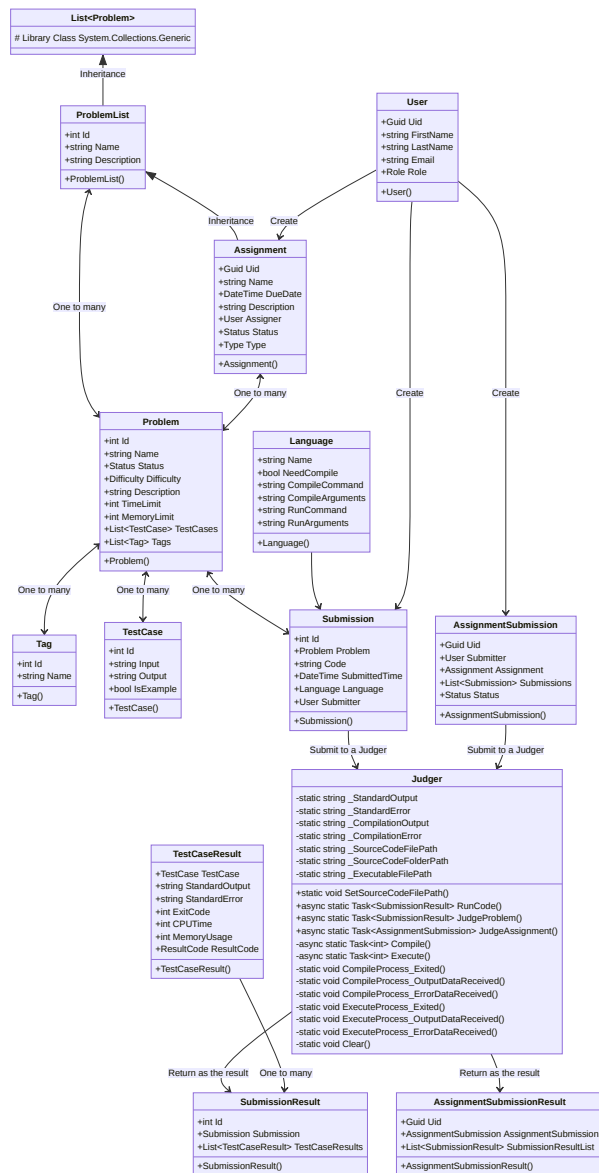 List<Problem>
# Library Class System.Collections.Generic
Inheritance
ProblemList
+int Id
+string Name
+string Description
+ProblemList()
User
+Guid Uid
+string FirstName
+string LastName
+string Email
+Role Role
+User()
Inheritance
Create
Assignment
+Guid Uid
+string Name
+DateTime DueDate
+string Description
+User Assigner
+Status Status
+Type Type
+Assignment()
One to many
One to many
Create
Create
Problem
+int Id
+string Name
+Status Status
+Difficulty Difficulty
+string Description
+int TimeLimit
+int MemoryLimit
+List<TestCase> TestCases
+List<Tag> Tags
+Problem()
Language
+string Name
+bool NeedCompile
+string CompileCommand
+string CompileArguments
+string RunCommand
+string RunArguments
+Language()
One to many
One to many
One to many
Tag
+int Id
+string Name
+Tag()
TestCase
+int Id
+string Input
+string Output
+bool IsExample
+TestCase()
Submission
+int Id
+Problem Problem
+string Code
+DateTime SubmittedTime
+Language Language
+User Submitter
+Submission()
AssignmentSubmission
+Guid Uid
+User Submitter
+Assignment Assignment
+List<Submission> Submissions
+Status Status
+AssignmentSubmission()
Submit to a Judger
Submit to a Judger
Judger
-static string _StandardOutput
-static string _StandardError
-static string _CompilationOutput
-static string _CompilationError
-static string _SourceCodeFilePath
-static string _SourceCodeFolderPath
-static string _ExecutableFilePath
+static void SetSourceCodeFilePath()
+async static Task<SubmissionResult> RunCode()
+async static Task<SubmissionResult> JudgeProblem()
+async static Task<AssignmentSubmission> JudgeAssignment()
-async static Task<int> Compile()
-async static Task<int> Execute()
-static void CompileProcess_Exited()
-static void CompileProcess_OutputDataReceived()
-static void CompileProcess_ErrorDataReceived()
-static void ExecuteProcess_Exited()
-static void ExecuteProcess_OutputDataReceived()
-static void ExecuteProcess_ErrorDataReceived()
-static void Clear()
TestCaseResult
+TestCase TestCase
+string StandardOutput
+string StandardError
+int ExitCode
+int CPUTime
+int MemoryUsage
+ResultCode ResultCode
+TestCaseResult()
Return as the result
One to many
Return as the result
SubmissionResult
+int Id
+Submission Submission
+List<TestCaseResult> TestCaseResults
+SubmissionResult()
AssignmentSubmissionResult
+Guid Uid
+AssignmentSubmission AssignmentSubmission
+List<SubmissionResult> SubmissionResultList
+AssignmentSubmissionResult()